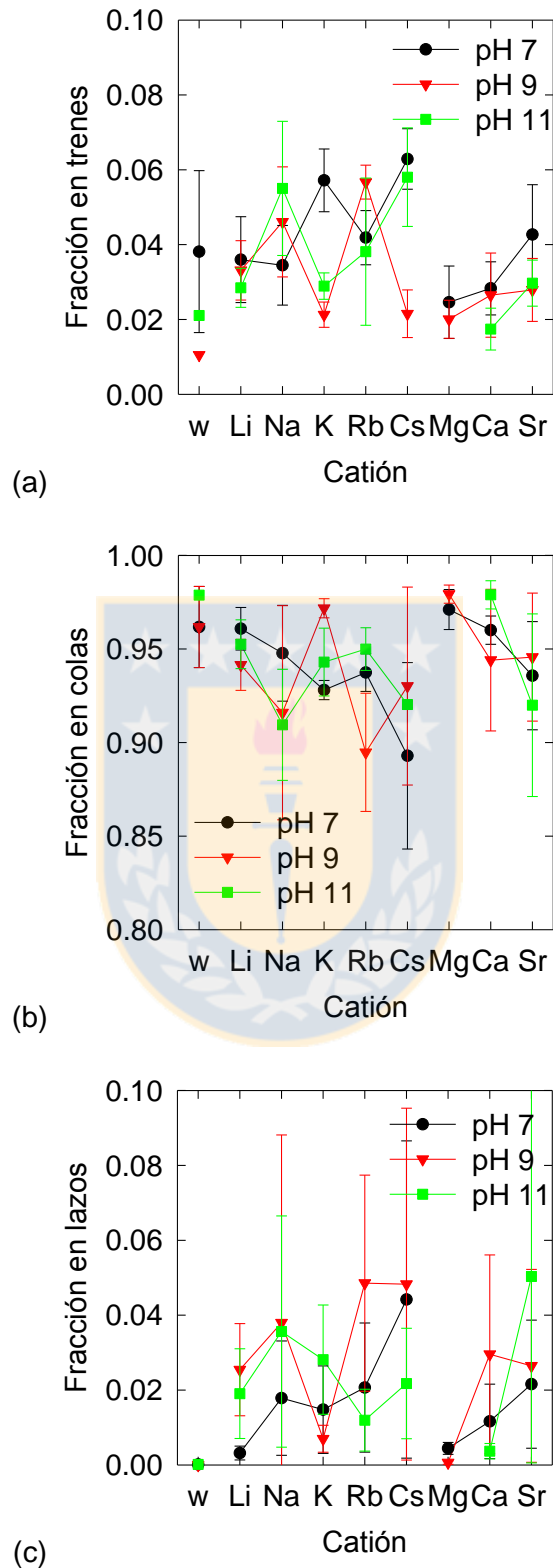 0.10
pH 7
pH 9
pH 11
0.08
0.06
0.04
0.02
0.00
Fracción en trenes
w Li Na K Rb Cs Mg Ca Sr
Catión
(a)
1.00
0.95
0.90
0.85
0.80
Fracción en colas
pH 7
pH 9
pH 11
w Li Na K Rb Cs Mg Ca Sr
Catión
(b)
0.10
pH 7
pH 9
pH 11
0.08
0.06
0.04
0.02
0.00
Fracción en lazos
w Li Na K Rb Cs Mg Ca Sr
Catión
(c)